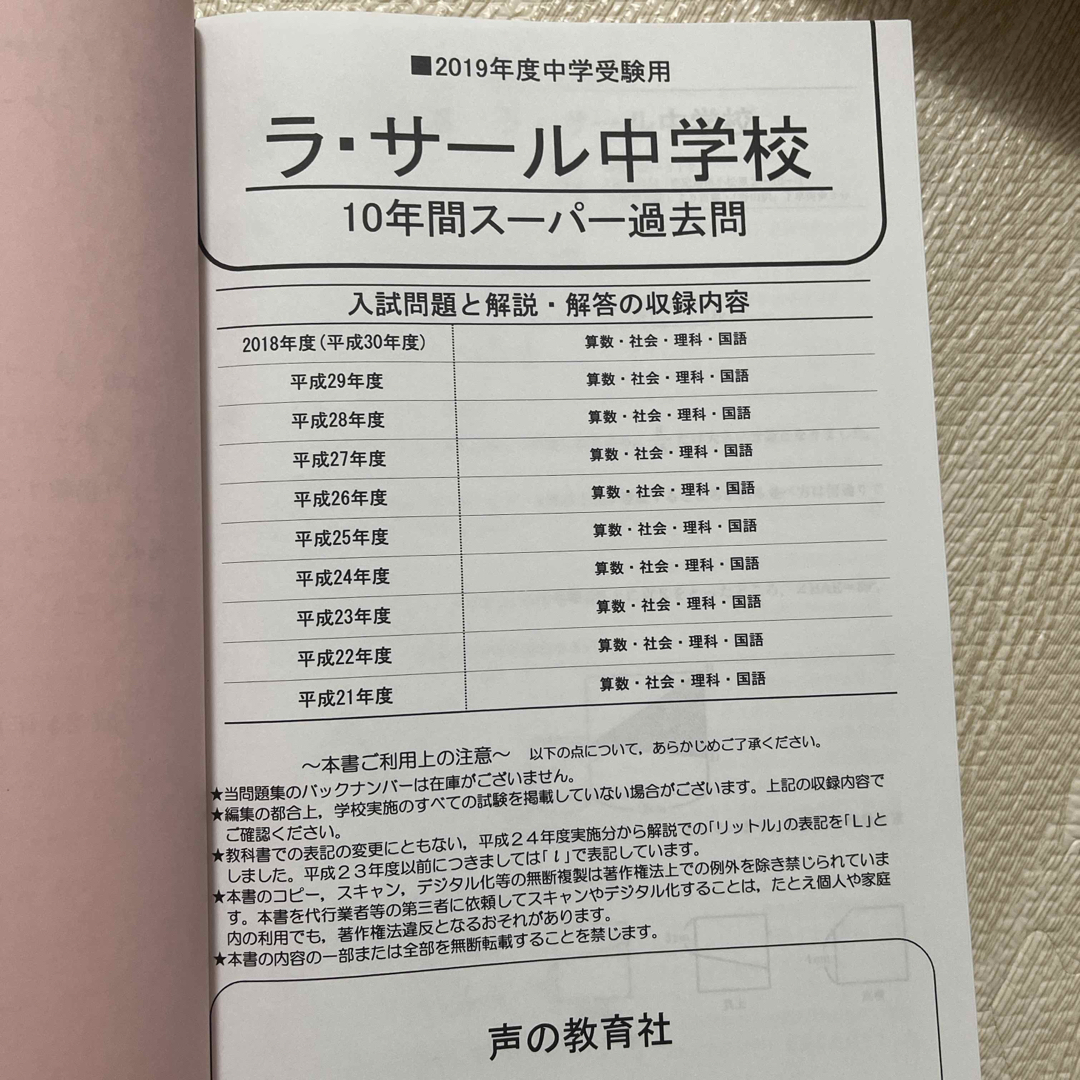 ■2019年度中学受験用
ラ・サール中学校
10年間スーパー過去問
入試問題と解説・解答の収録内容
2018年度(平成30年度) 算数・社会・理科・国語
平成29年度 算数・社会・理科・国語
平成28年度 算数・社会・理科・国語
平成27年度 算数・社会・理科・国語
平成26年度 算数・社会・理科・国語
平成25年度 算数・社会・理科・国語
平成24年度 算数・社会・理科・国語
平成23年度 算数・社会・理科・国語
平成22年度 算数・社会・理科・国語
平成21年度 算数・社会・理科・国語
～本書ご利用上の注意～ 以下の点について，あらかじめご了承ください。
★当問題集のバックナンバーは在庫がございません。
★編集の都合上，学校実施のすべての試験を掲載していない場合がございます。上記の収録内容で
ご確認ください。
★教科書での表記の変更にともない，平成２４年度実施分から解説での「リットル」の表記を「Ｌ」と
しました。平成２３年度以前につきましては「ℓ」で表記しています。
★本書のコピー，スキャン，デジタル化等の無断複製は著作権法上での例外を除き禁じられていま
す。本書を代行業者等の第三者に依頼してスキャンやデジタル化することは，たとえ個人や家庭
内の利用でも，著作権法違反となるおそれがあります。
★本書の内容の一部または全部を無断転載することを禁じます。
声の教育社